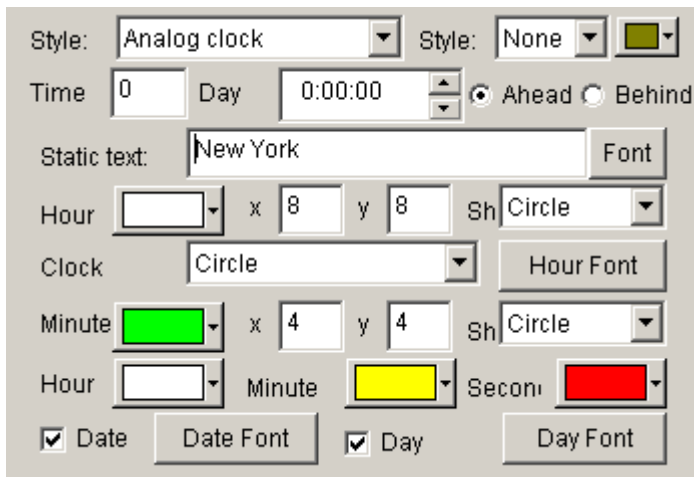 Style: Analog clock Style: None
Time 0 Day 0:00:00 Ahead Behind
Static text: New York Font
Hour x 8 y 8 Sh Circle
Clock Circle Hour Font
Minute x 4 y 4 Sh Circle
Hour Minute Secon
Date Date Font Day Day Font